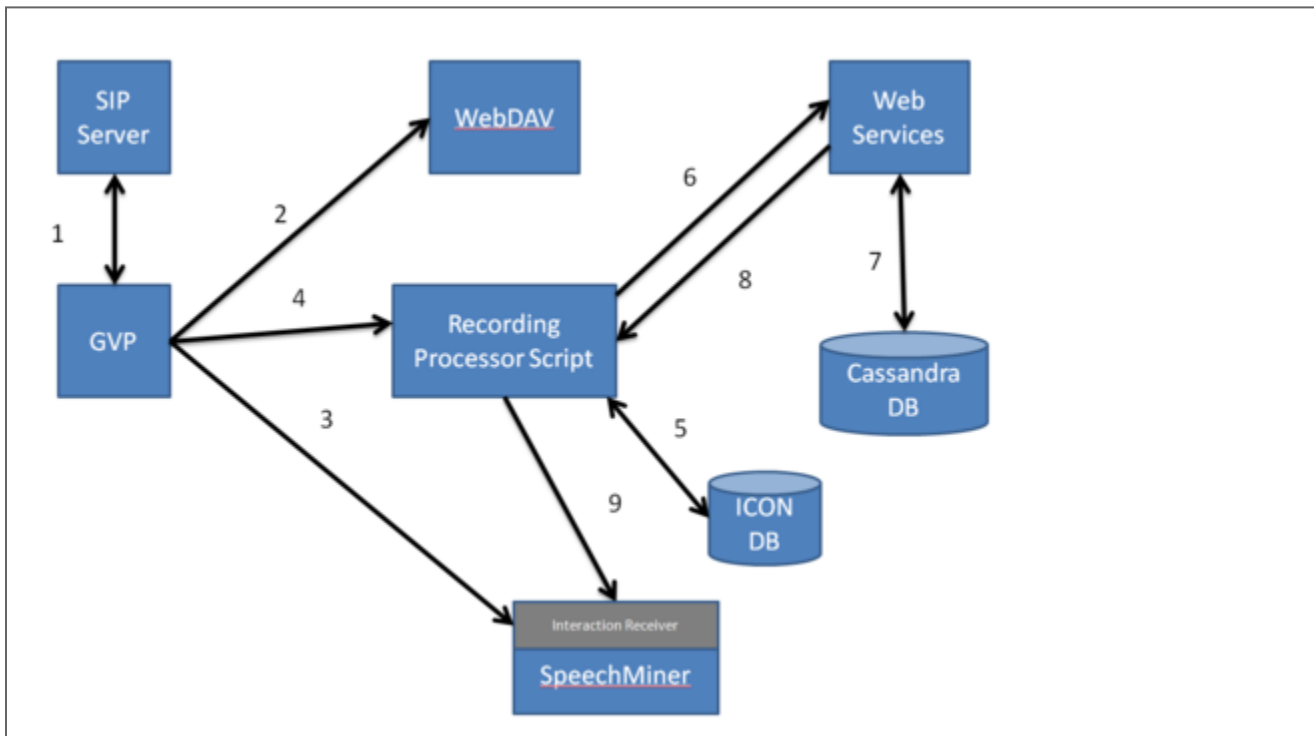 SIP
Server
WebDAV
Web
Services
6
2
1
8
7
4
GVP
Recording
Processor Script
Cassandra
DB
3
5
9
ICON
DB
Interaction Receiver
SpeechMiner